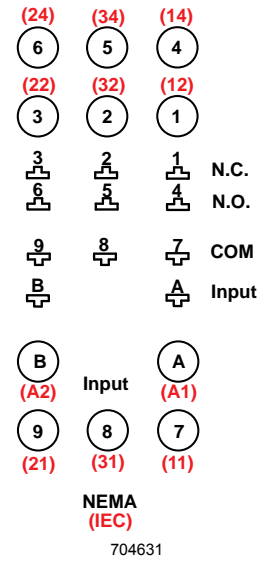 (24) (34) (14)
6 5 4
(22) (32) (12)
3 2 1
3 2 1 N.C.
6 5 4 N.O.
9 8 7 COM
B A Input
B Input A
(A2) (A1)
9 8 7
(21) (31) (11)
NEMA
(IEC)
704631